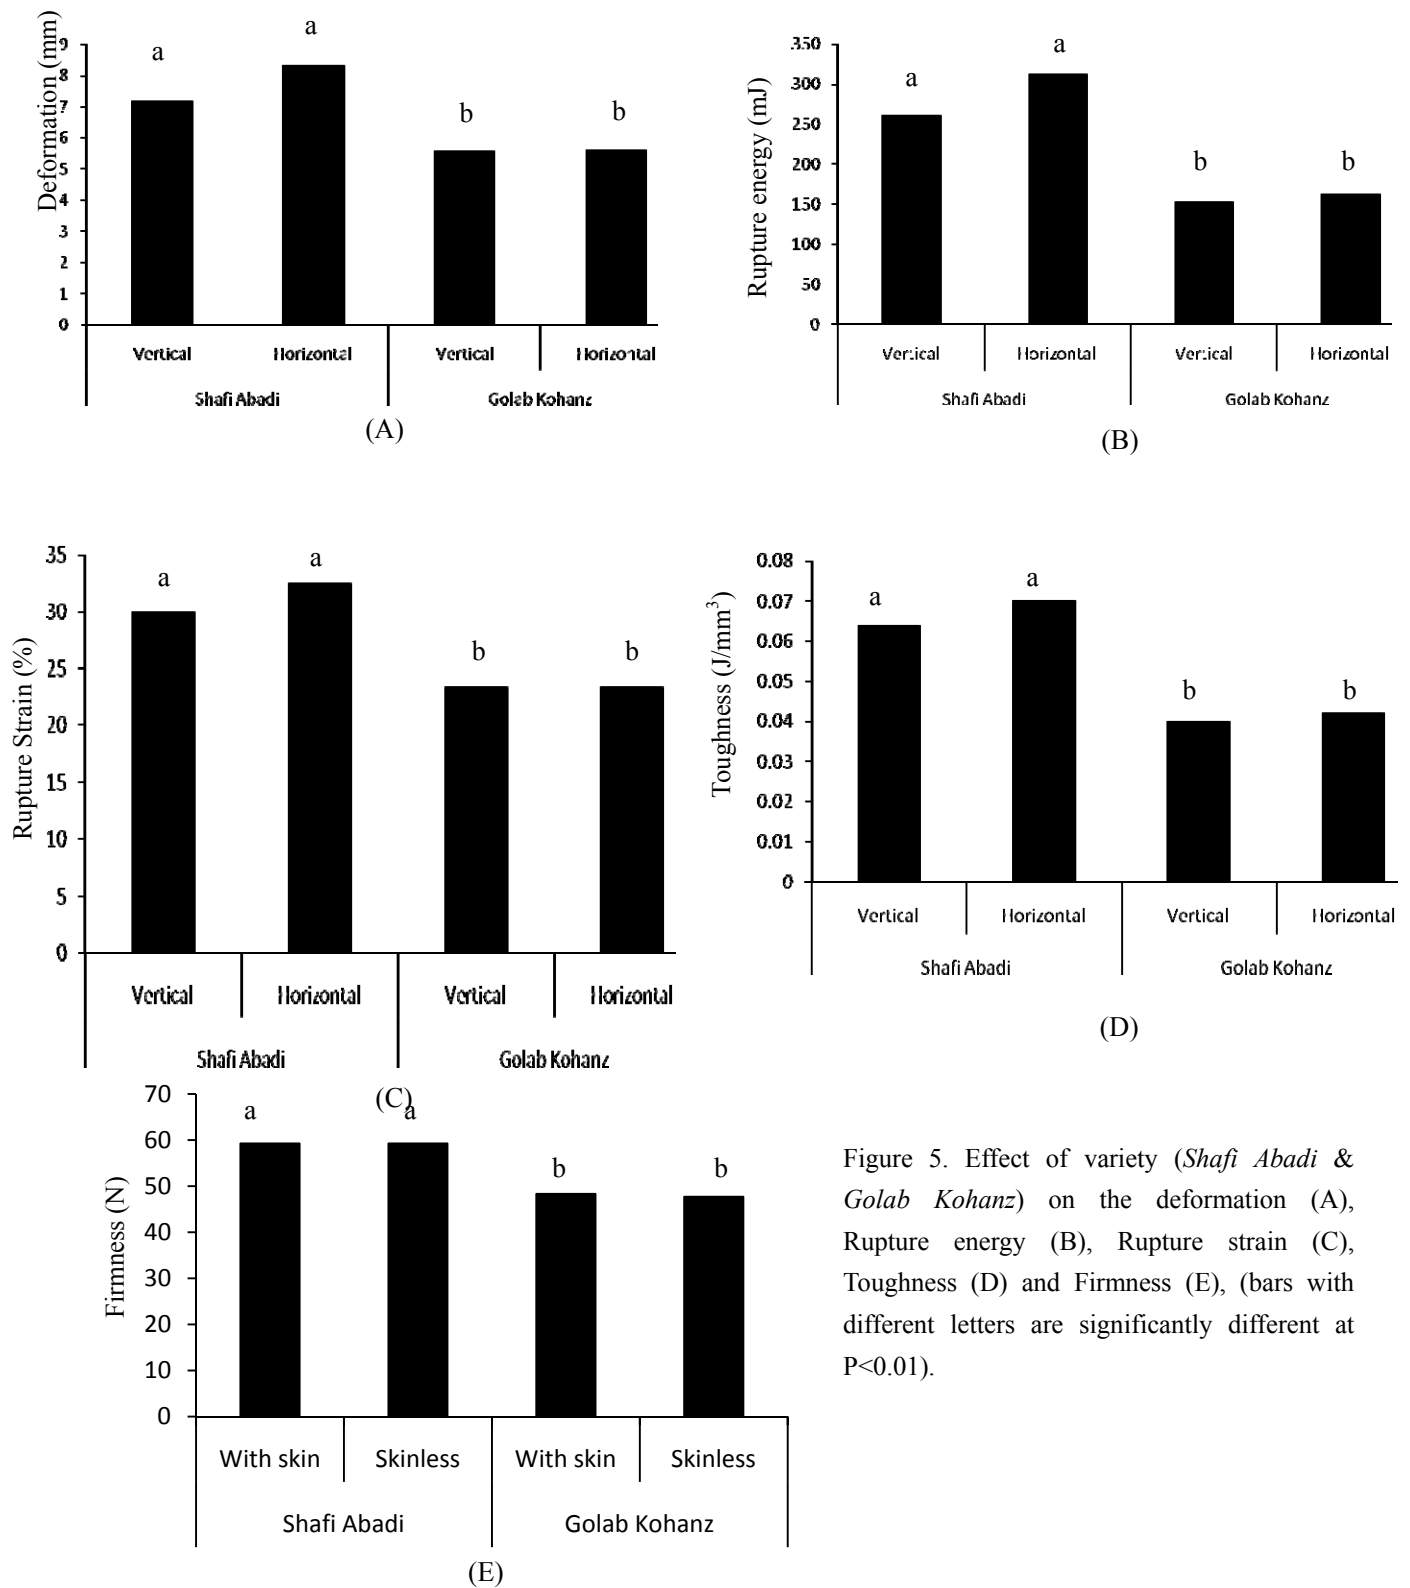 Deformation (mm)
9
8
7
6
5
4
3
2
1
0
a
a
b
b
Vertical Horizontal Vertical Horizontal
Shafi Abadi Golab Kohanz
(A)
Rupture energy (mJ)
350
300
250
200
150
100
50
0
a
a
b
b
Vertical Horizontal Vertical Horizontal
Shafi Abadi Golab Kohanz
(B)
Rupture Strain (%)
35
30
25
20
15
10
5
0
a
a
b
b
Vertical Horizontal Vertical Horizontal
Shafi Abadi Golab Kohanz
(C)
Toughness (J/mm³)
0.08
0.07
0.06
0.05
0.04
0.03
0.02
0.01
0
a
a
b
b
Vertical Horizontal Vertical Horizontal
Shafi Abadi Golab Kohanz
(D)
Firmness (N)
70
60
50
40
30
20
10
0
a
a
b
b
With skin Skinless With skin Skinless
Shafi Abadi Golab Kohanz
(E)
Figure 5. Effect of variety (Shafi Abadi &
Golab Kohanz) on the deformation (A),
Rupture energy (B), Rupture strain (C),
Toughness (D) and Firmness (E), (bars with
different letters are significantly different at
P<0.01).